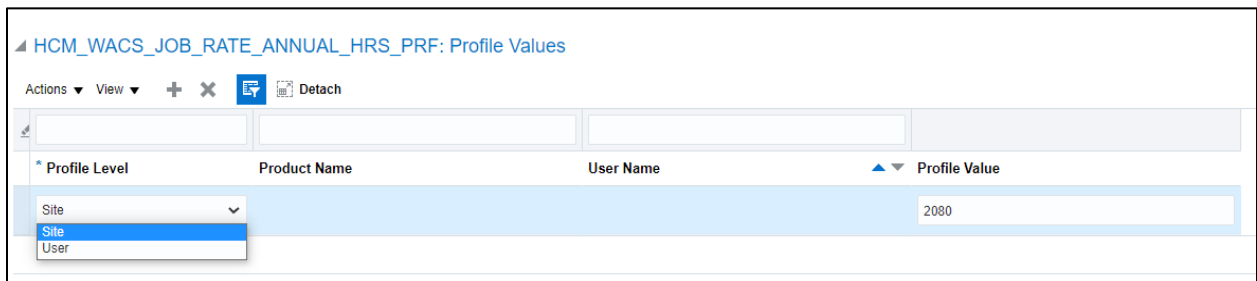 HCM_WACS_JOB_RATE_ANNUAL_HRS_PRF: Profile Values
Actions View Detach
* Profile Level Product Name User Name Profile Value
Site 2080
Site
User